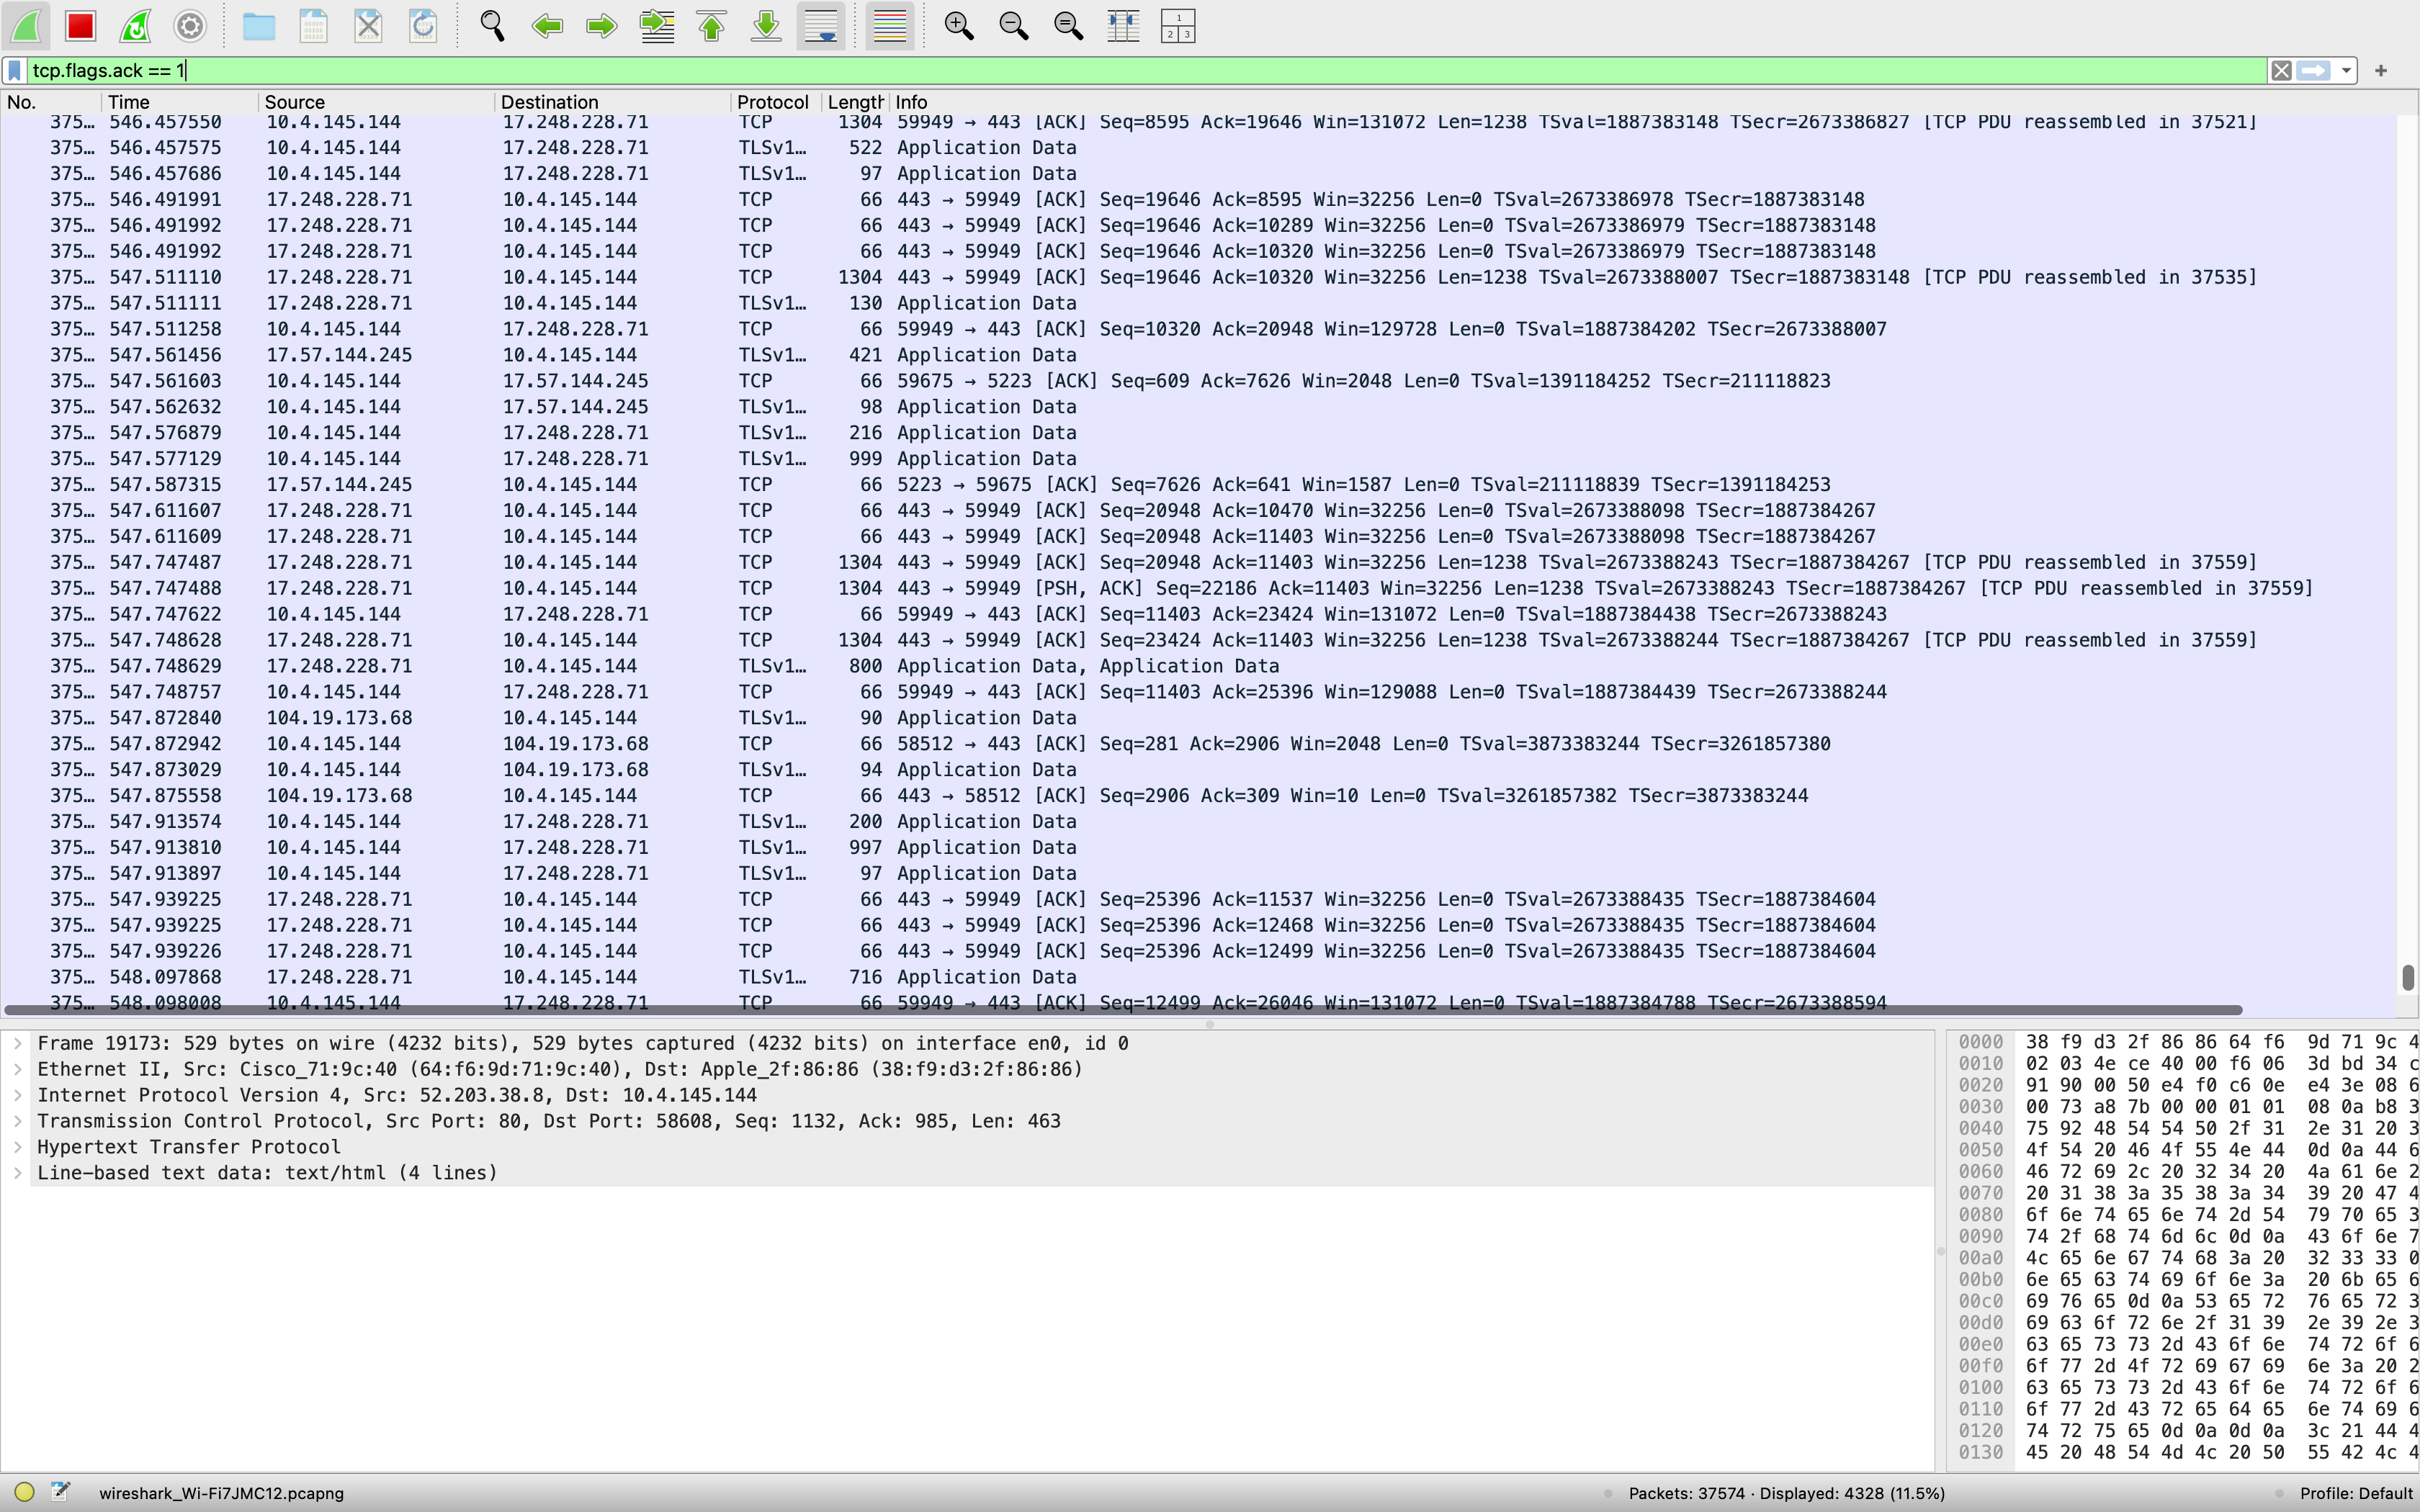 tcp.flags.ack == 1
No. Time Source Destination Protocol Length Info
375… 546.457550 10.4.145.144 17.248.228.71 TCP 1304 59949 → 443 [ACK] Seq=8595 Ack=19646 Win=131072 Len=1238 TSval=1887383148 TSecr=2673386827 [TCP PDU reassembled in 37521]
375… 546.457575 10.4.145.144 17.248.228.71 TLSv1… 522 Application Data
375… 546.457686 10.4.145.144 17.248.228.71 TLSv1… 97 Application Data
375… 546.491991 17.248.228.71 10.4.145.144 TCP 66 443 → 59949 [ACK] Seq=19646 Ack=8595 Win=32256 Len=0 TSval=2673386978 TSecr=1887383148
375… 546.491992 17.248.228.71 10.4.145.144 TCP 66 443 → 59949 [ACK] Seq=19646 Ack=10289 Win=32256 Len=0 TSval=2673386979 TSecr=1887383148
375… 546.491992 17.248.228.71 10.4.145.144 TCP 66 443 → 59949 [ACK] Seq=19646 Ack=10320 Win=32256 Len=0 TSval=2673386979 TSecr=1887383148
375… 547.511110 17.248.228.71 10.4.145.144 TCP 1304 443 → 59949 [ACK] Seq=19646 Ack=10320 Win=32256 Len=1238 TSval=2673388007 TSecr=1887383148 [TCP PDU reassembled in 37535]
375… 547.511111 17.248.228.71 10.4.145.144 TLSv1… 130 Application Data
375… 547.511258 10.4.145.144 17.248.228.71 TCP 66 59949 → 443 [ACK] Seq=10320 Ack=20948 Win=129728 Len=0 TSval=1887384202 TSecr=2673388007
375… 547.561456 17.57.144.245 10.4.145.144 TLSv1… 421 Application Data
375… 547.561603 10.4.145.144 17.57.144.245 TCP 66 59675 → 5223 [ACK] Seq=609 Ack=7626 Win=2048 Len=0 TSval=1391184252 TSecr=211118823
375… 547.562632 10.4.145.144 17.57.144.245 TLSv1… 98 Application Data
375… 547.576879 10.4.145.144 17.248.228.71 TLSv1… 216 Application Data
375… 547.577129 10.4.145.144 17.248.228.71 TLSv1… 999 Application Data
375… 547.587315 17.57.144.245 10.4.145.144 TCP 66 5223 → 59675 [ACK] Seq=7626 Ack=641 Win=1587 Len=0 TSval=211118839 TSecr=1391184253
375… 547.611607 17.248.228.71 10.4.145.144 TCP 66 443 → 59949 [ACK] Seq=20948 Ack=10470 Win=32256 Len=0 TSval=2673388098 TSecr=1887384267
375… 547.611609 17.248.228.71 10.4.145.144 TCP 66 443 → 59949 [ACK] Seq=20948 Ack=11403 Win=32256 Len=0 TSval=2673388098 TSecr=1887384267
375… 547.747487 17.248.228.71 10.4.145.144 TCP 1304 443 → 59949 [ACK] Seq=20948 Ack=11403 Win=32256 Len=1238 TSval=2673388243 TSecr=1887384267 [TCP PDU reassembled in 37559]
375… 547.747488 17.248.228.71 10.4.145.144 TCP 1304 443 → 59949 [PSH, ACK] Seq=22186 Ack=11403 Win=32256 Len=1238 TSval=2673388243 TSecr=1887384267 [TCP PDU reassembled in 37559]
375… 547.747622 10.4.145.144 17.248.228.71 TCP 66 59949 → 443 [ACK] Seq=11403 Ack=23424 Win=131072 Len=0 TSval=1887384438 TSecr=2673388243
375… 547.748628 17.248.228.71 10.4.145.144 TCP 1304 443 → 59949 [ACK] Seq=23424 Ack=11403 Win=32256 Len=1238 TSval=2673388244 TSecr=1887384267 [TCP PDU reassembled in 37559]
375… 547.748629 17.248.228.71 10.4.145.144 TLSv1… 800 Application Data, Application Data
375… 547.748757 10.4.145.144 17.248.228.71 TCP 66 59949 → 443 [ACK] Seq=11403 Ack=25396 Win=129088 Len=0 TSval=1887384439 TSecr=2673388244
375… 547.872840 104.19.173.68 10.4.145.144 TLSv1… 90 Application Data
375… 547.872942 10.4.145.144 104.19.173.68 TCP 66 58512 → 443 [ACK] Seq=281 Ack=2906 Win=2048 Len=0 TSval=3873383244 TSecr=3261857380
375… 547.873029 10.4.145.144 104.19.173.68 TLSv1… 94 Application Data
375… 547.875558 104.19.173.68 10.4.145.144 TCP 66 443 → 58512 [ACK] Seq=2906 Ack=309 Win=10 Len=0 TSval=3261857382 TSecr=3873383244
375… 547.913574 10.4.145.144 17.248.228.71 TLSv1… 200 Application Data
375… 547.913810 10.4.145.144 17.248.228.71 TLSv1… 997 Application Data
375… 547.913897 10.4.145.144 17.248.228.71 TLSv1… 97 Application Data
375… 547.939225 17.248.228.71 10.4.145.144 TCP 66 443 → 59949 [ACK] Seq=25396 Ack=11537 Win=32256 Len=0 TSval=2673388435 TSecr=1887384604
375… 547.939225 17.248.228.71 10.4.145.144 TCP 66 443 → 59949 [ACK] Seq=25396 Ack=12468 Win=32256 Len=0 TSval=2673388435 TSecr=1887384604
375… 547.939226 17.248.228.71 10.4.145.144 TCP 66 443 → 59949 [ACK] Seq=25396 Ack=12499 Win=32256 Len=0 TSval=2673388435 TSecr=1887384604
375… 548.097868 17.248.228.71 10.4.145.144 TLSv1… 716 Application Data
375… 548.098008 10.4.145.144 17.248.228.71 TCP 66 59949 → 443 [ACK] Seq=12499 Ack=26046 Win=131072 Len=0 TSval=1887384788 TSecr=2673388594
Frame 19173: 529 bytes on wire (4232 bits), 529 bytes captured (4232 bits) on interface en0, id 0
Ethernet II, Src: Cisco_71:9c:40 (64:f6:9d:71:9c:40), Dst: Apple_2f:86:86 (38:f9:d3:2f:86:86)
Internet Protocol Version 4, Src: 52.203.38.8, Dst: 10.4.145.144
Transmission Control Protocol, Src Port: 80, Dst Port: 58608, Seq: 1132, Ack: 985, Len: 463
Hypertext Transfer Protocol
Line-based text data: text/html (4 lines)
0000 38 f9 d3 2f 86 86 64 f6 9d 71 9c 4
0010 02 03 4e ce 40 00 f6 06 3d bd 34 c
0020 91 90 00 50 e4 f0 c6 0e e4 3e 08 6
0030 00 73 a8 7b 00 00 01 01 08 0a b8 3
0040 75 92 48 54 54 50 2f 31 2e 31 20 3
0050 4f 54 20 46 4f 55 4e 44 0d 0a 44 6
0060 46 72 69 2c 20 32 34 20 4a 61 6e 2
0070 20 31 38 3a 35 38 3a 34 39 20 47 4
0080 6f 6e 74 65 6e 74 2d 54 79 70 65 3
0090 74 2f 68 74 6d 6c 0d 0a 43 6f 6e 7
00a0 4c 65 6e 67 74 68 3a 20 32 33 33 0
00b0 6e 65 63 74 69 6f 6e 3a 20 6b 65 6
00c0 69 76 65 0d 0a 53 65 72 76 65 72 3
00d0 69 63 6f 72 6e 2f 31 39 2e 39 2e 3
00e0 63 65 73 73 2d 43 6f 6e 74 72 6f 6
00f0 6f 77 2d 4f 72 69 67 69 6e 3a 20 2
0100 63 65 73 73 2d 43 6f 6e 74 72 6f 6
0110 6f 77 2d 43 72 65 64 65 6e 74 69 6
0120 74 72 75 65 0d 0a 0d 0a 3c 21 44 4
0130 45 20 48 54 4d 4c 20 50 55 42 4c 4
wireshark_Wi-Fi7JMC12.pcapng Packets: 37574 · Displayed: 4328 (11.5%) Profile: Default